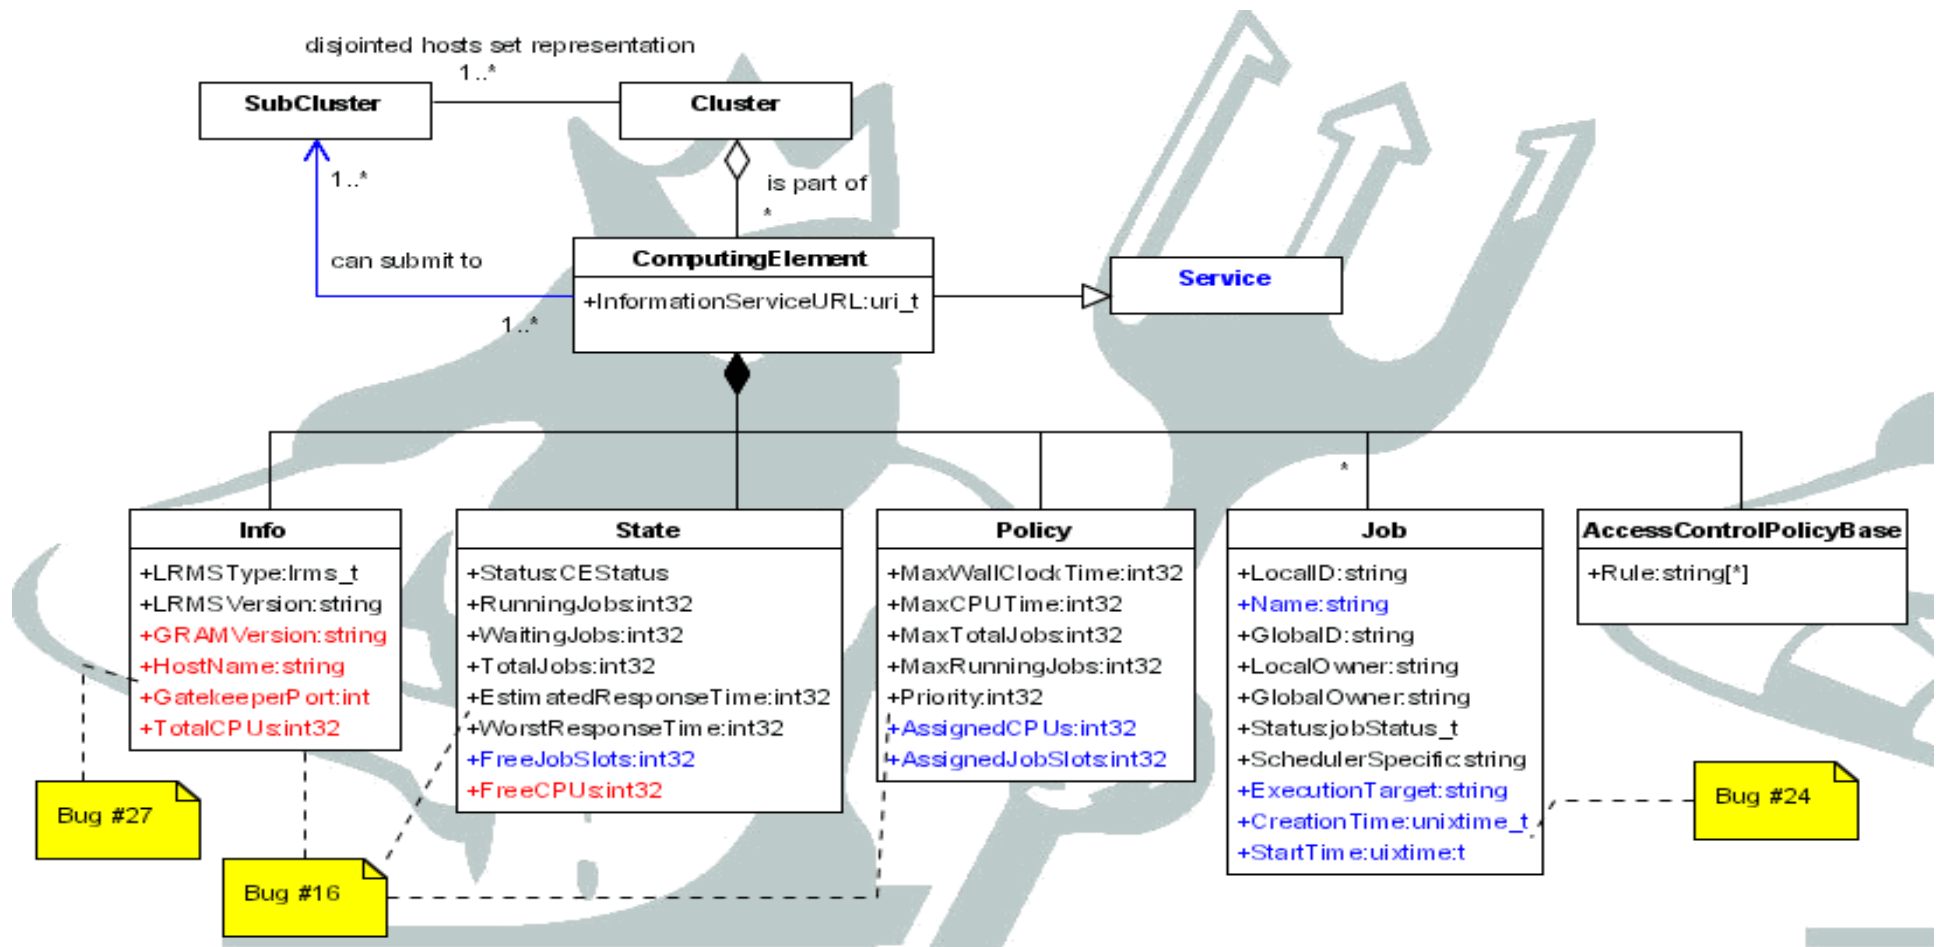 disjointed hosts set representation
1..*
SubCluster
Cluster
1..*
is part of
*
can submit to
ComputingElement
+InformationServiceURL:uri_t
Service
1..*
*
Info
+LRMSType:lrms_t
+LRMSVersion:string
+GRAMVersion:string
+HostName:string
+GatekeeperPort:int
+TotalCPUs:int32
State
+Status:CEStatus
+RunningJobs:int32
+WaitingJobs:int32
+TotalJobs:int32
+EstimatedResponseTime:int32
+WorstResponseTime:int32
+FreeJobSlots:int32
+FreeCPUs:int32
Policy
+MaxWallClockTime:int32
+MaxCPUTime:int32
+MaxTotalJobs:int32
+MaxRunningJobs:int32
+Priority:int32
+AssignedCPUs:int32
+AssignedJobSlots:int32
Job
+LocalID:string
+Name:string
+GlobalD:string
+LocalOwner:string
+GlobalOwner:string
+Status:jobStatus_t
+SchedulerSpecific:string
+ExecutionTarget:string
+CreationTime:unixtime_t
+StartTime:uixtime:t
AccessControlPolicyBase
+Rule:string[*]
Bug #27
Bug #16
Bug #24